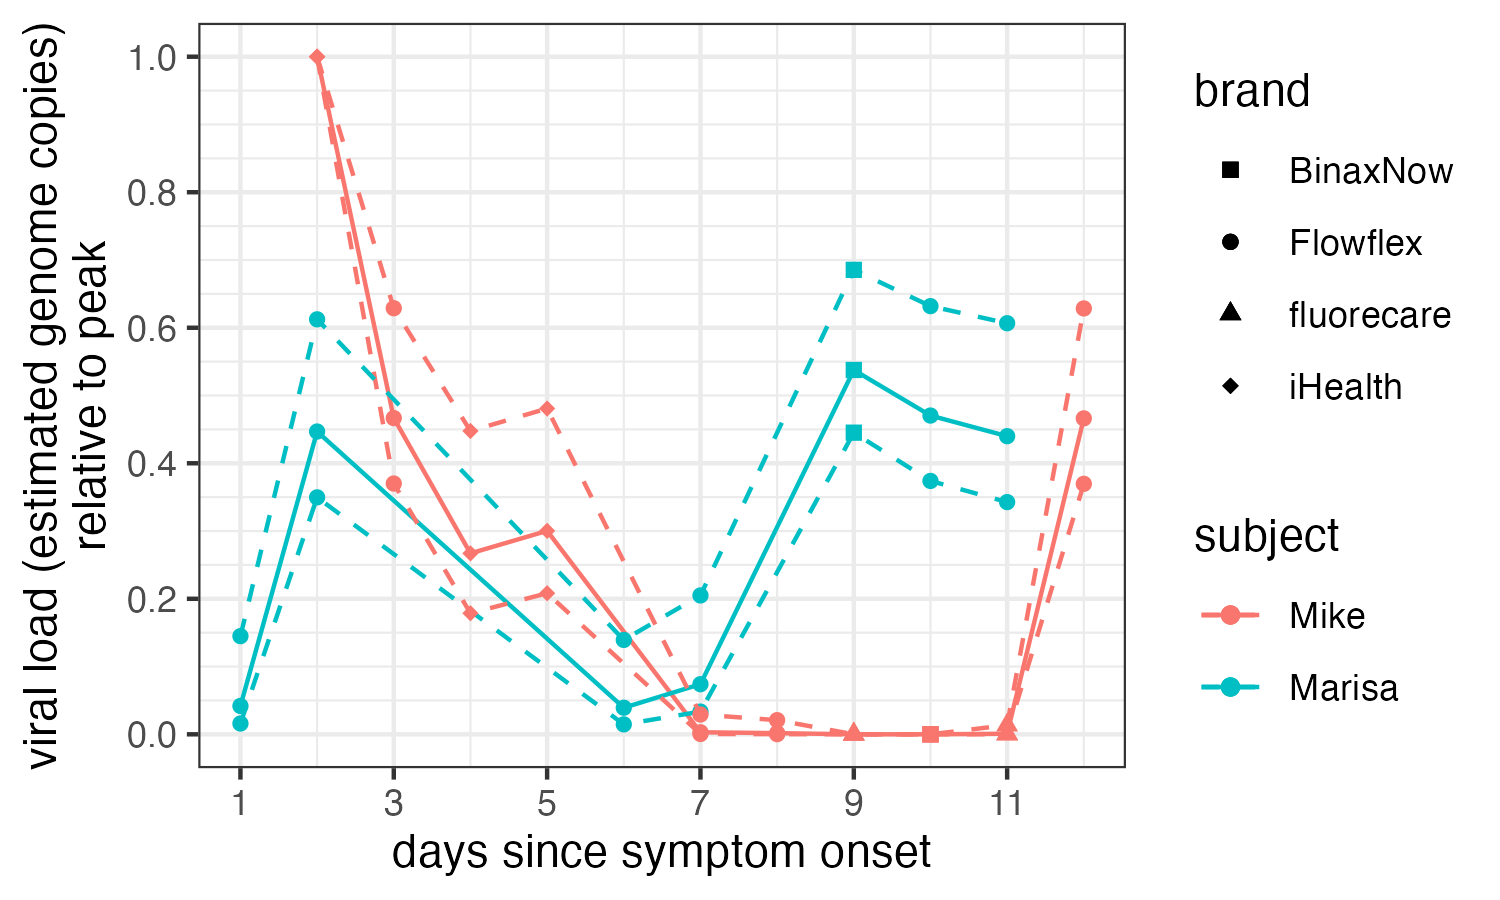 viral load (estimated genome copies)
relative to peak
1.0
0.8
0.6
0.4
0.2
0.0
1 3 5 7 9 11
days since symptom onset
brand
BinaxNow
Flowflex
fluorecare
iHealth
subject
Mike
Marisa